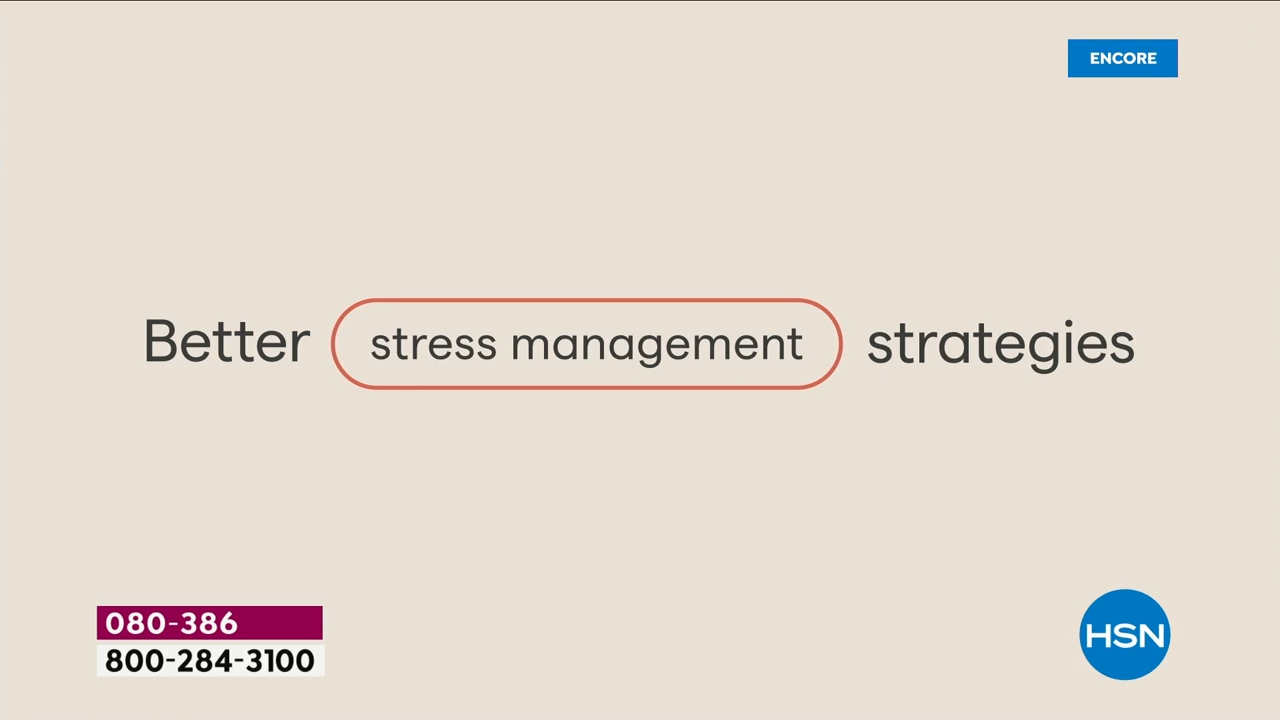 ENCORE
Better stress management strategies
080-386
800-284-3100
HSN